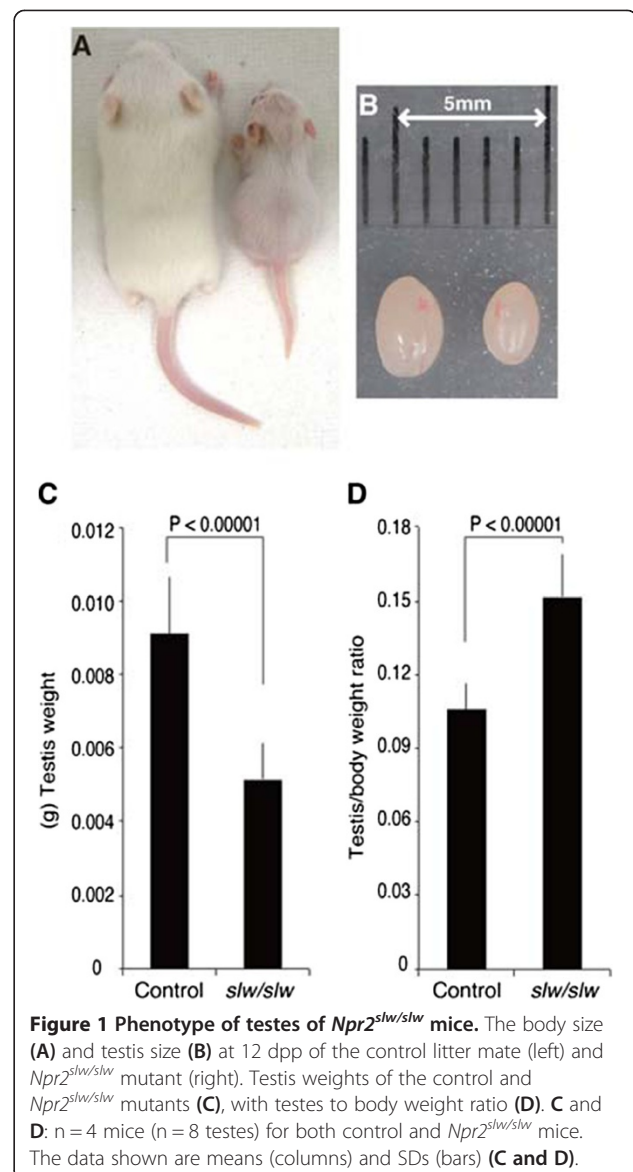 A
B
5mm
C
D
P < 0.00001
0.012
0.010
0.008
0.006
0.004
0.002
0
(g) Testis weight
Control
slw/slw
P < 0.00001
0.18
0.15
0.12
0.09
0.06
0.03
0
Testis/body weight ratio
Control
slw/slw
Figure 1 Phenotype of testes of Npr2slw/slw mice. The body size
(A) and testis size (B) at 12 dpp of the control litter mate (left) and
Npr2slw/slw mutant (right). Testis weights of the control and
Npr2slw/slw mutants (C), with testes to body weight ratio (D). C and
D: n = 4 mice (n = 8 testes) for both control and Npr2slw/slw mice.
The data shown are means (columns) and SDs (bars) (C and D).